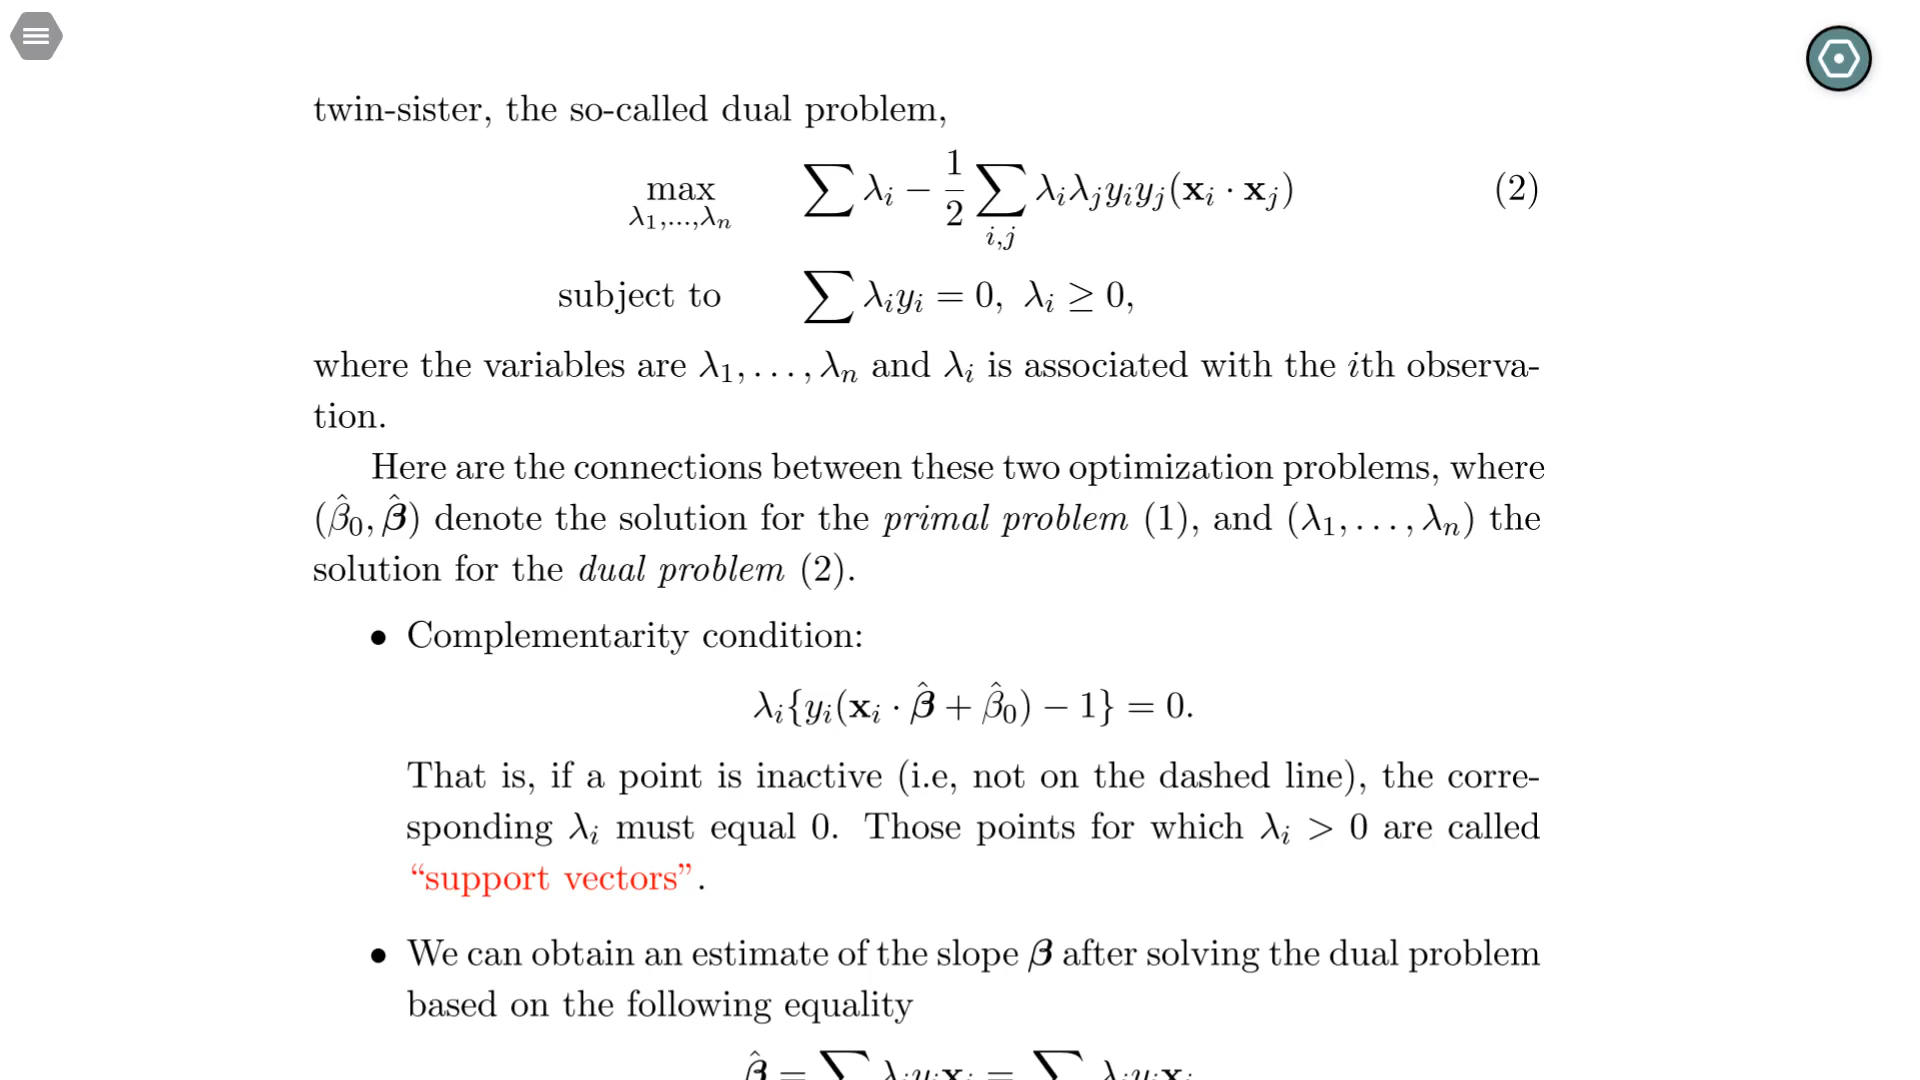 twin-sister, the so-called dual problem,
max λ1,...,λn ∑ λi − 1/2 ∑i,j λiλjyiyj(xi · xj) (2)
subject to ∑ λiyi = 0, λi ≥ 0,
where the variables are λ1, . . . , λn and λi is associated with the ith observa-
tion.
Here are the connections between these two optimization problems, where
(β̂0, β̂) denote the solution for the primal problem (1), and (λ1, . . . , λn) the
solution for the dual problem (2).
• Complementarity condition:
λi{yi(xi · β̂ + β̂0) − 1} = 0.
That is, if a point is inactive (i.e, not on the dashed line), the corre-
sponding λi must equal 0. Those points for which λi > 0 are called
“support vectors”.
• We can obtain an estimate of the slope β after solving the dual problem
based on the following equality
β̂ = ∑ λiyixi = ∑ λiyixi